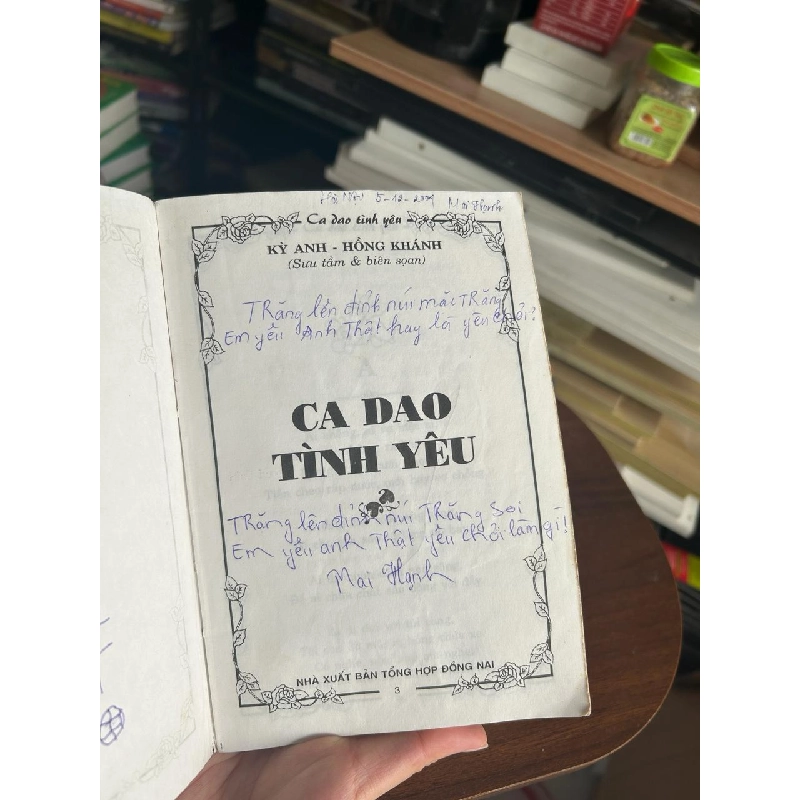 Hà Nội 5-12-2009 Mai Hạnh
Ca dao tình yêu
KỲ ANH - HỒNG KHÁNH
(Sưu tầm & biên soạn)
Trăng lên đỉnh núi mặc Trăng
Em yêu Anh Thật hay là yêu chơi?
CA DAO
TÌNH YÊU
Trăng lên đỉnh núi Trăng Soi
Em yêu anh Thật yêu chơi làm gì!
Mai Hạnh
NHÀ XUẤT BẢN TỔNG HỢP ĐỒNG NAI
3